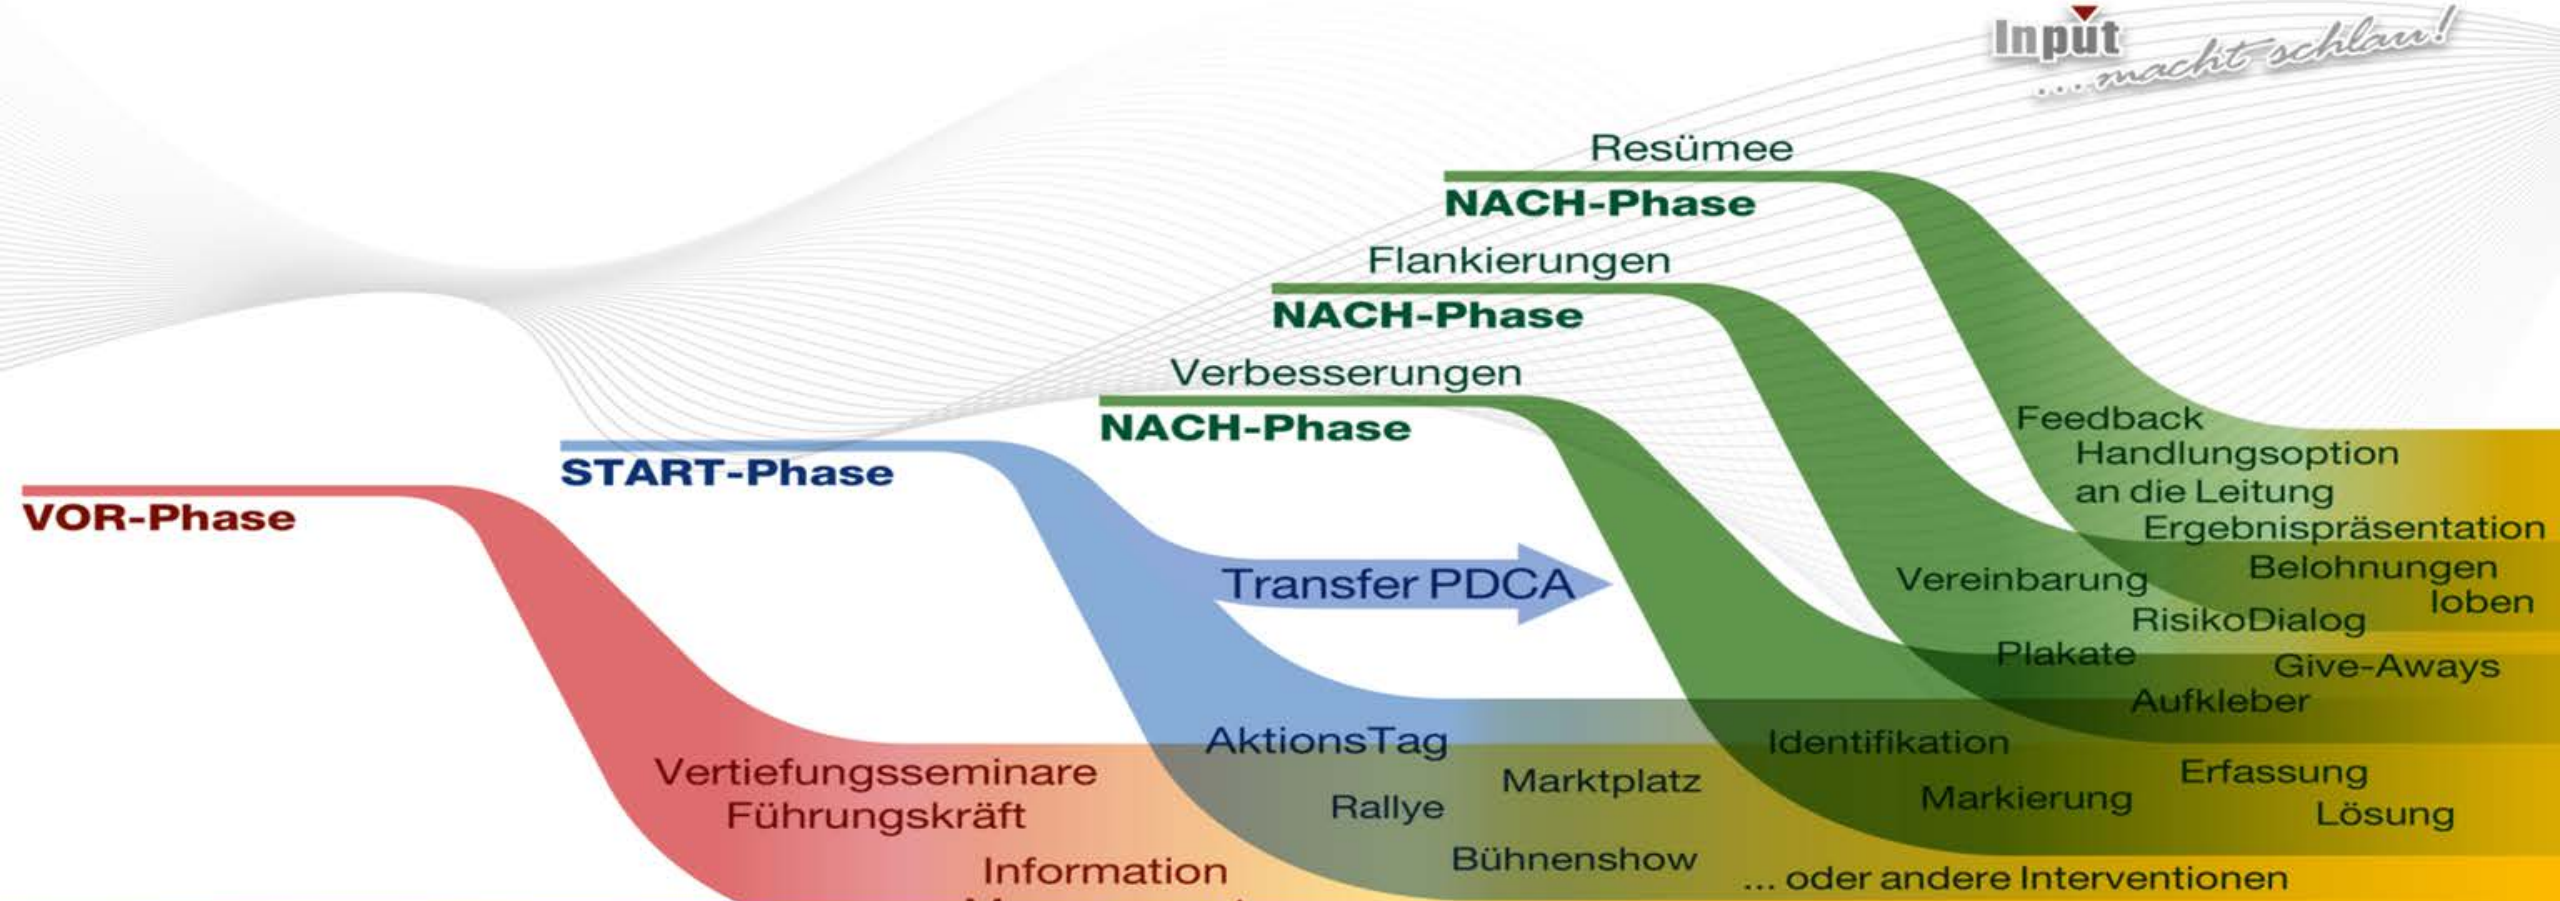 Input
...macht schlau!
Resümee
NACH-Phase
Flankierungen
NACH-Phase
Verbesserungen
NACH-Phase
START-Phase
VOR-Phase
Transfer PDCA
Feedback
Handlungsoption
an die Leitung
Ergebnispräsentation
Belohnungen
loben
Vereinbarung
RisikoDialog
Plakate
Give-Aways
Aufkleber
Identifikation
Erfassung
Markierung
Lösung
AktionsTag
Marktplatz
Rallye
Bühnenshow
Vertiefungsseminare
Führungskräft
Information
... oder andere Interventionen